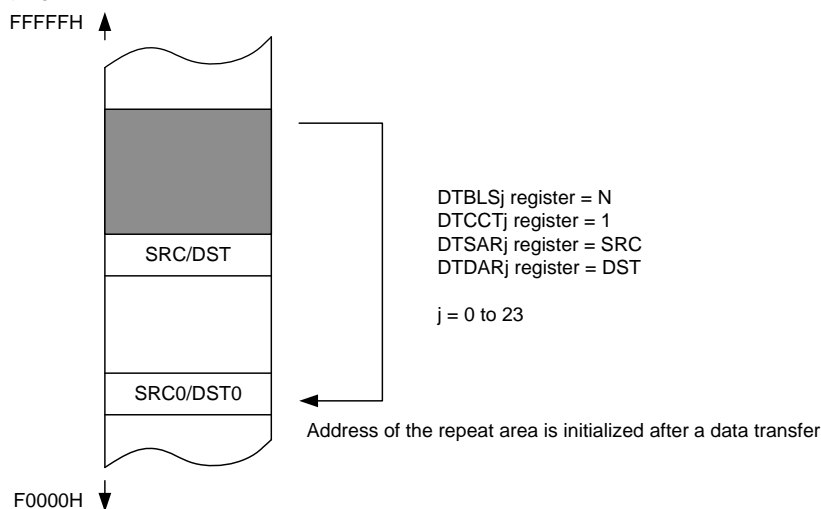 FFFFFH
DTBLSj register = N
DTCCTj register = 1
DTSARj register = SRC
DTDARj register = DST
SRC/DST
j = 0 to 23
SRC0/DST0
Address of the repeat area is initialized after a data transfer
F0000H